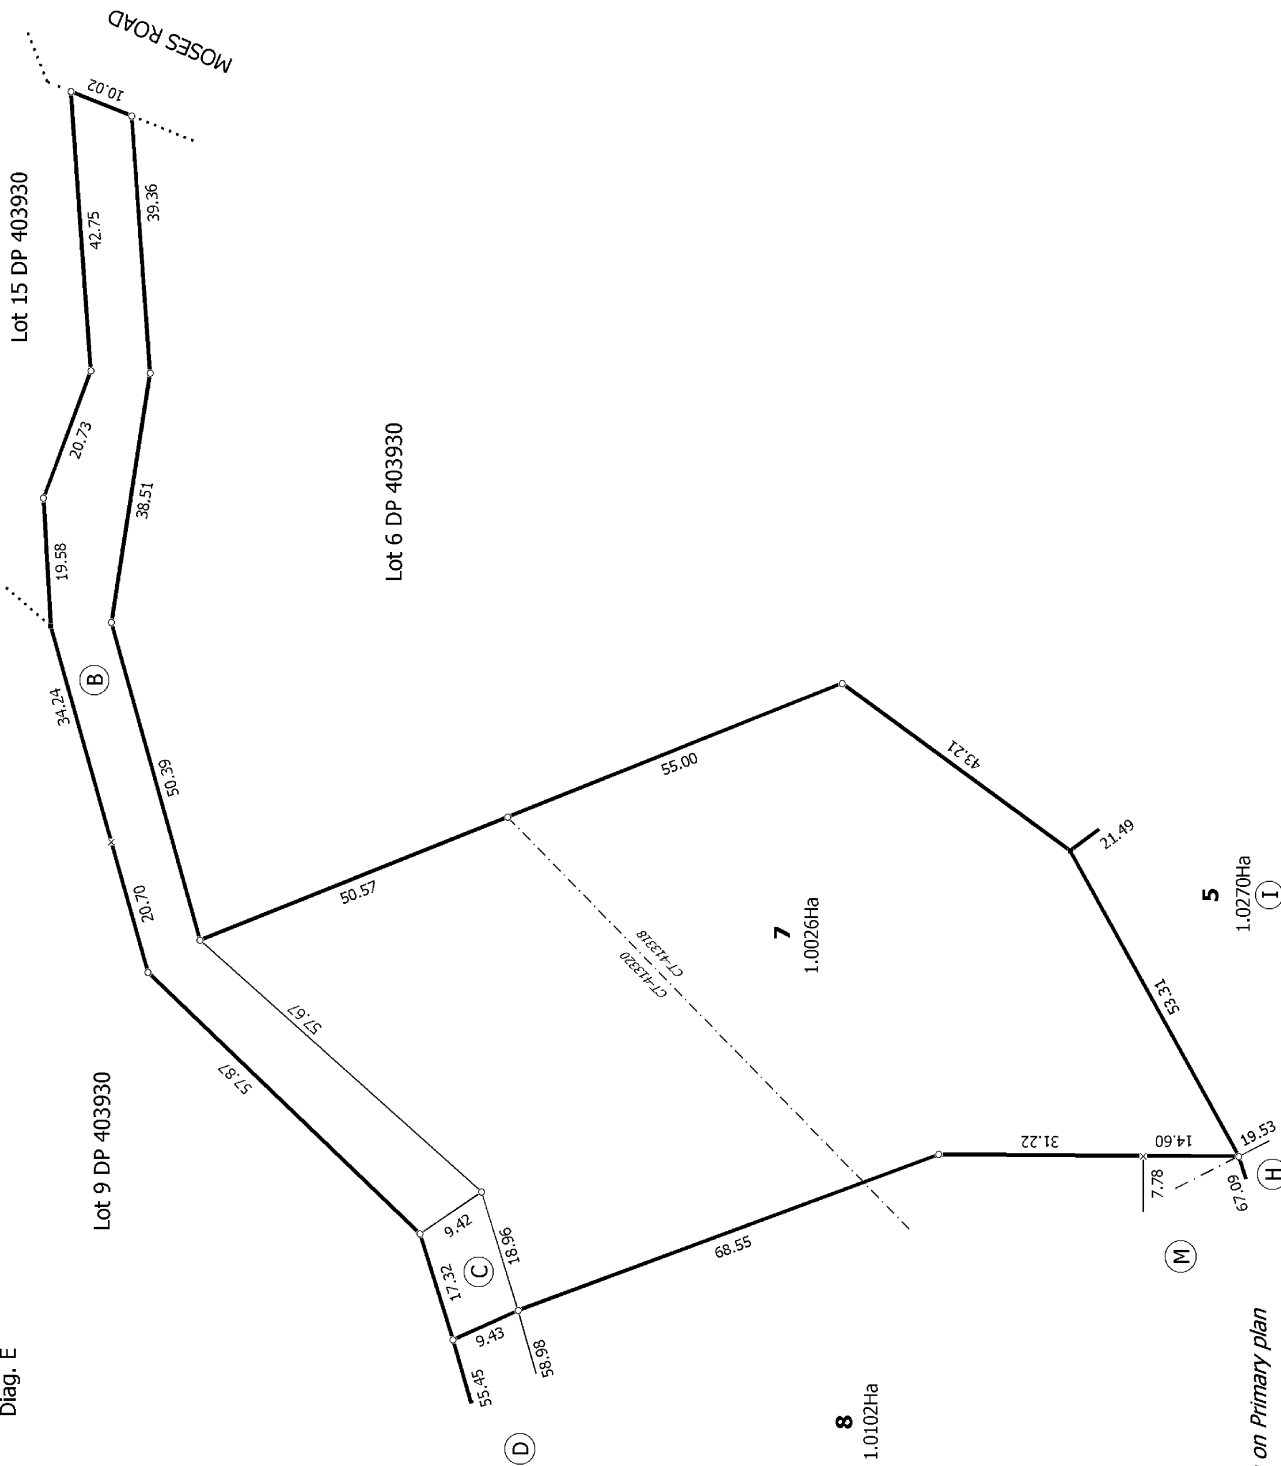 Diag. E
MOSES ROAD
10.02
Lot 15 DP 403930
42.75
39.36
20.73
19.58
38.51
B
34.24
50.39
20.70
Lot 6 DP 403930
Lot 9 DP 403930
57.87
57.67
50.57
55.00
43.21
21.49
CT-413320
CT-413318
7
1.0026Ha
5
1.0270Ha
I
53.31
9.42
C
17.32
18.96
9.43
55.45
58.98
D
68.55
31.22
14.60
7.78
19.53
67.09
H
M
8
1.0102Ha
on Primary plan